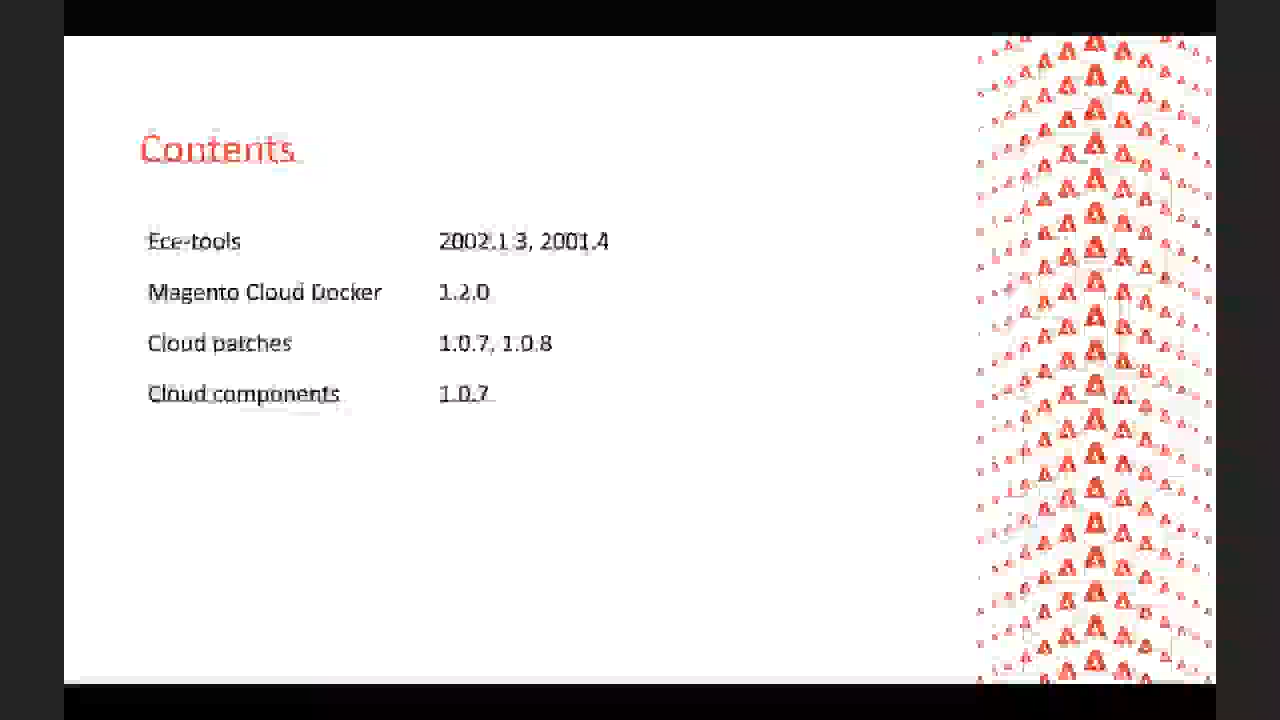 Contents
Ece-tools 2002.1.3, 2001.4
Magento Cloud Docker 1.2.0
Cloud patches 1.0.7, 1.0.8
Cloud components 1.0.7